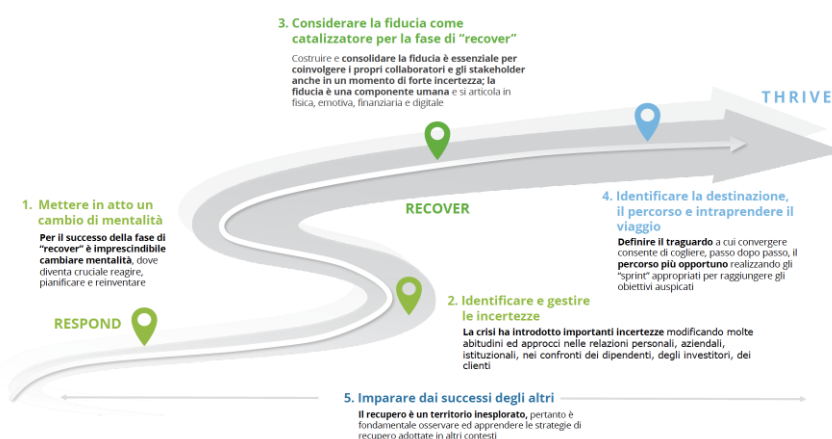 3. Considerare la fiducia come
catalizzatore per la fase di “recover”
Costruire e consolidare la fiducia è essenziale per
coinvolgere i propri collaboratori e gli stakeholder
anche in un momento di forte incertezza; la
fiducia è una componente umana e si articola in
fisica, emotiva, finanziaria e digitale
THRIVE
1. Mettere in atto un
cambio di mentalità
Per il successo della fase di
“recover” è imprescindibile
cambiare mentalità, dove
diventa cruciale reagire,
pianificare e reinventare
RECOVER
4. Identificare la destinazione,
il percorso e intraprendere il
viaggio
Definire il traguardo a cui convergere
consente di cogliere, passo dopo passo, il
percorso più opportuno realizzando gli
“sprint” appropriati per raggiungere gli
obiettivi auspicati
RESPOND
2. Identificare e gestire
le incertezze
La crisi ha introdotto importanti incertezze modificando molte
abitudini ed approcci nelle relazioni personali, aziendali,
istituzionali, nei confronti dei dipendenti, degli investitori, dei
clienti
5. Imparare dai successi degli altri
Il recupero è un territorio inesplorato, pertanto è
fondamentale osservare ed apprendere le strategie di
recupero adottate in altri contesti